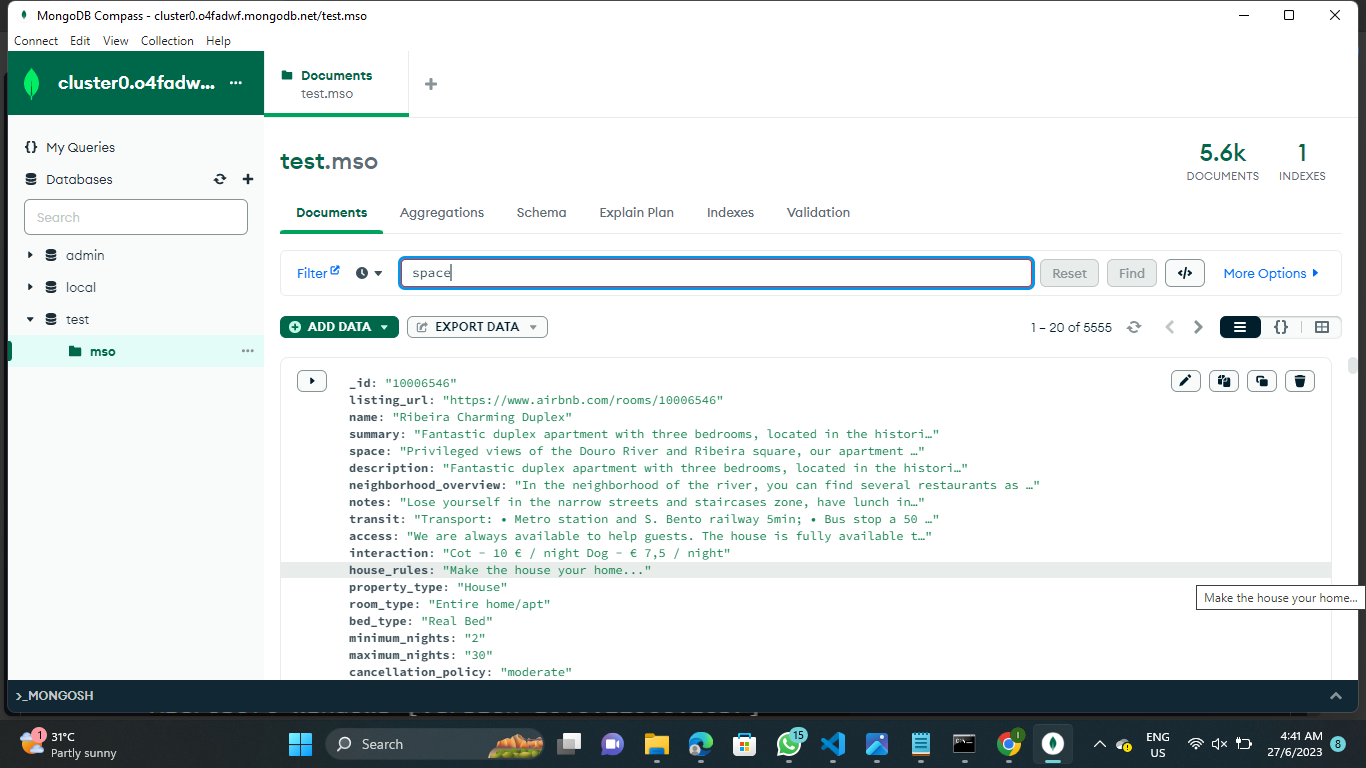 MongoDB Compass - cluster0.o4fadwf.mongodb.net/test.mso
Connect Edit View Collection Help
cluster0.o4fadw... ...
Documents
test.mso
My Queries
Databases
Search
admin
local
test
mso
test.mso
5.6k
DOCUMENTS
1
INDEXES
Documents Aggregations Schema Explain Plan Indexes Validation
Filter space Reset Find </> More Options
ADD DATA EXPORT DATA 1 – 20 of 5555 {}
_id: "10006546"
listing_url: "https://www.airbnb.com/rooms/10006546"
name: "Ribeira Charming Duplex"
summary: "Fantastic duplex apartment with three bedrooms, located in the histori…"
space: "Privileged views of the Douro River and Ribeira square, our apartment …"
description: "Fantastic duplex apartment with three bedrooms, located in the histori…"
neighborhood_overview: "In the neighborhood of the river, you can find several restaurants as …"
notes: "Lose yourself in the narrow streets and staircases zone, have lunch in…"
transit: "Transport: • Metro station and S. Bento railway 5min; • Bus stop a 50 …"
access: "We are always available to help guests. The house is fully available t…"
interaction: "Cot - 10 € / night Dog - € 7,5 / night"
house_rules: "Make the house your home..."
property_type: "House"
Make the house your home...
room_type: "Entire home/apt"
bed_type: "Real Bed"
minimum_nights: "2"
maximum_nights: "30"
cancellation_policy: "moderate"
>_MONGOSH
1
31°C
Partly sunny
Search
15
ENG
US
4:41 AM
27/6/2023
8